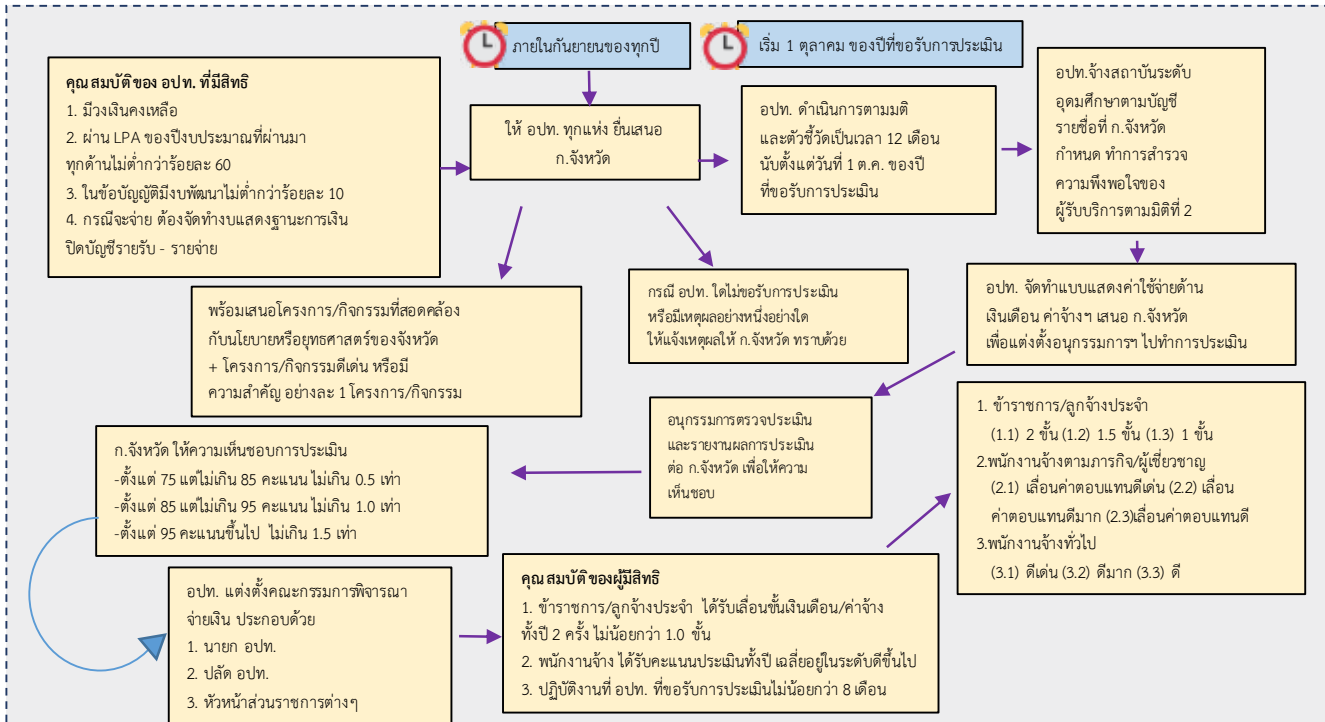 ภายในกันยายนของทุกปี
เริ่ม 1 ตุลาคม ของปีที่ขอรับการประเมิน
คุณสมบัติของ อปท. ที่มีสิทธิ
1. มีวงเงินคงเหลือ
2. ผ่าน LPA ของปีงบประมาณที่ผ่านมา
ทุกด้านไม่ต่ำกว่าร้อยละ 60
3. ในข้อบัญญัติมีงบพัฒนาไม่ต่ำกว่าร้อยละ 10
4. กรณีจะจ่าย ต้องจัดทำงบแสดงฐานะการเงิน
ปิดบัญชีรายรับ - รายจ่าย
ให้ อปท. ทุกแห่ง ยื่นเสนอ
ก.จังหวัด
อปท. ดำเนินการตามมติ
และตัวชี้วัดเป็นเวลา 12 เดือน
นับตั้งแต่วันที่ 1 ต.ค. ของปี
ที่ขอรับการประเมิน
อปท.จ้างสถาบันระดับ
อุดมศึกษาตามบัญชี
รายชื่อที่ ก.จังหวัด
กำหนด ทำการสำรวจ
ความพึงพอใจของ
ผู้รับบริการตามมิติที่ 2
พร้อมเสนอโครงการ/กิจกรรมที่สอดคล้อง
กับนโยบายหรือยุทธศาสตร์ของจังหวัด
+ โครงการ/กิจกรรมดีเด่น หรือมี
ความสำคัญ อย่างละ 1 โครงการ/กิจกรรม
กรณี อปท. ใดไม่ขอรับการประเมิน
หรือมีเหตุผลอย่างหนึ่งอย่างใด
ให้แจ้งเหตุผลให้ ก.จังหวัด ทราบด้วย
อปท. จัดทำแบบแสดงค่าใช้จ่ายด้าน
เงินเดือน ค่าจ้างฯ เสนอ ก.จังหวัด
เพื่อแต่งตั้งอนุกรรมการฯ ไปทำการประเมิน
อนุกรรมการตรวจประเมิน
และรายงานผลการประเมิน
ต่อ ก.จังหวัด เพื่อให้ความ
เห็นชอบ
ก.จังหวัด ให้ความเห็นชอบการประเมิน
-ตั้งแต่ 75 แต่ไม่เกิน 85 คะแนน ไม่เกิน 0.5 เท่า
-ตั้งแต่ 85 แต่ไม่เกิน 95 คะแนน ไม่เกิน 1.0 เท่า
-ตั้งแต่ 95 คะแนนขึ้นไป ไม่เกิน 1.5 เท่า
อปท. แต่งตั้งคณะกรรมการพิจารณา
จ่ายเงิน ประกอบด้วย
1. นายก อปท.
2. ปลัด อปท.
3. หัวหน้าส่วนราชการต่างๆ
คุณสมบัติของผู้มีสิทธิ
1. ข้าราชการ/ลูกจ้างประจำ ได้รับเลื่อนขั้นเงินเดือน/ค่าจ้าง
ทั้งปี 2 ครั้ง ไม่น้อยกว่า 1.0 ขั้น
2. พนักงานจ้าง ได้รับคะแนนประเมินทั้งปี เฉลี่ยอยู่ในระดับดีขึ้นไป
3. ปฏิบัติงานที่ อปท. ที่ขอรับการประเมินไม่น้อยกว่า 8 เดือน
1. ข้าราชการ/ลูกจ้างประจำ
(1.1) 2 ขั้น (1.2) 1.5 ขั้น (1.3) 1 ขั้น
2.พนักงานจ้างตามภารกิจ/ผู้เชี่ยวชาญ
(2.1) เลื่อนค่าตอบแทนดีเด่น (2.2) เลื่อน
ค่าตอบแทนดีมาก (2.3)เลื่อนค่าตอบแทนดี
3.พนักงานจ้างทั่วไป
(3.1) ดีเด่น (3.2) ดีมาก (3.3) ดี